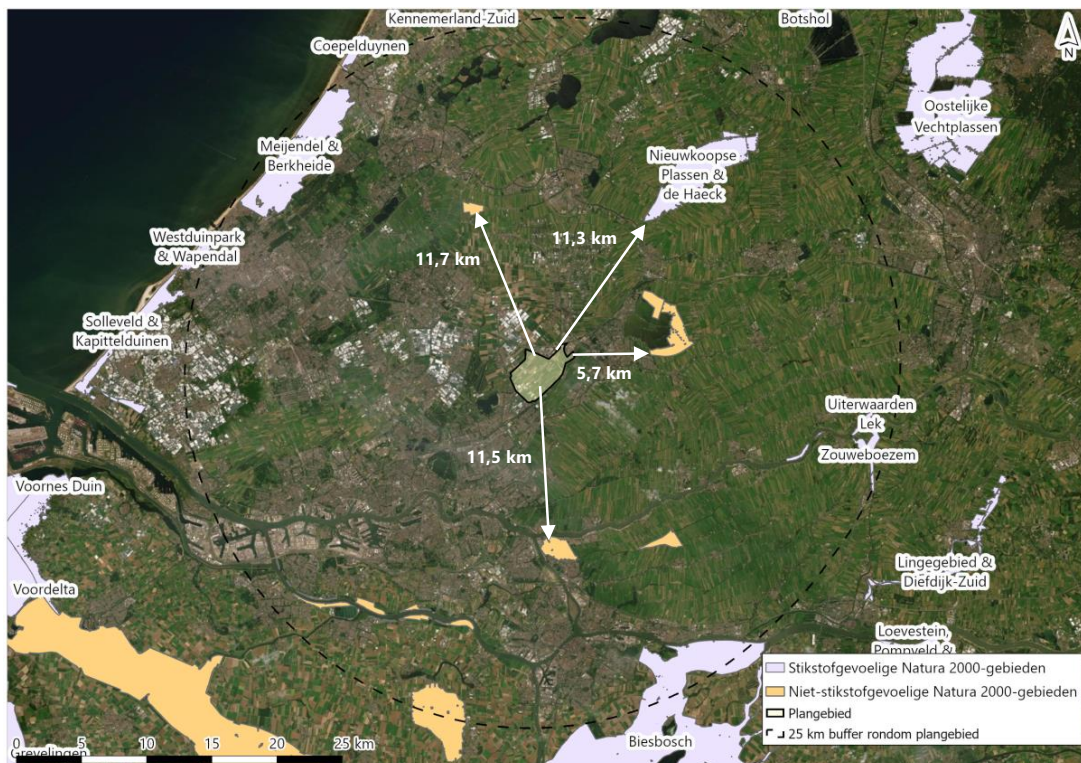 Kennemerland-Zuid
Botshol
Coepelduynen
N
Oostelijke
Vechtplassen
Meijendel &
Berkheide
Nieuwkoopse
Plassen &
de Haeck
Westduinpark
& Wapendal
11,7 km
11,3 km
Solleveld &
Kapittelduinen
5,7 km
Uiterwaarden
Lek
11,5 km
Zouweboezem
Voornes Duin
Lingegebied &
Diefdijk-Zuid
Voordelta
Loevestein,
Pompveld &
Stikstofgevoelige Natura 2000-gebieden
Niet-stikstofgevoelige Natura 2000-gebieden
Plangebied
25 km buffer rondom plangebied
Biesbosch
Grevelingen
0 5 10 15 20 25 km